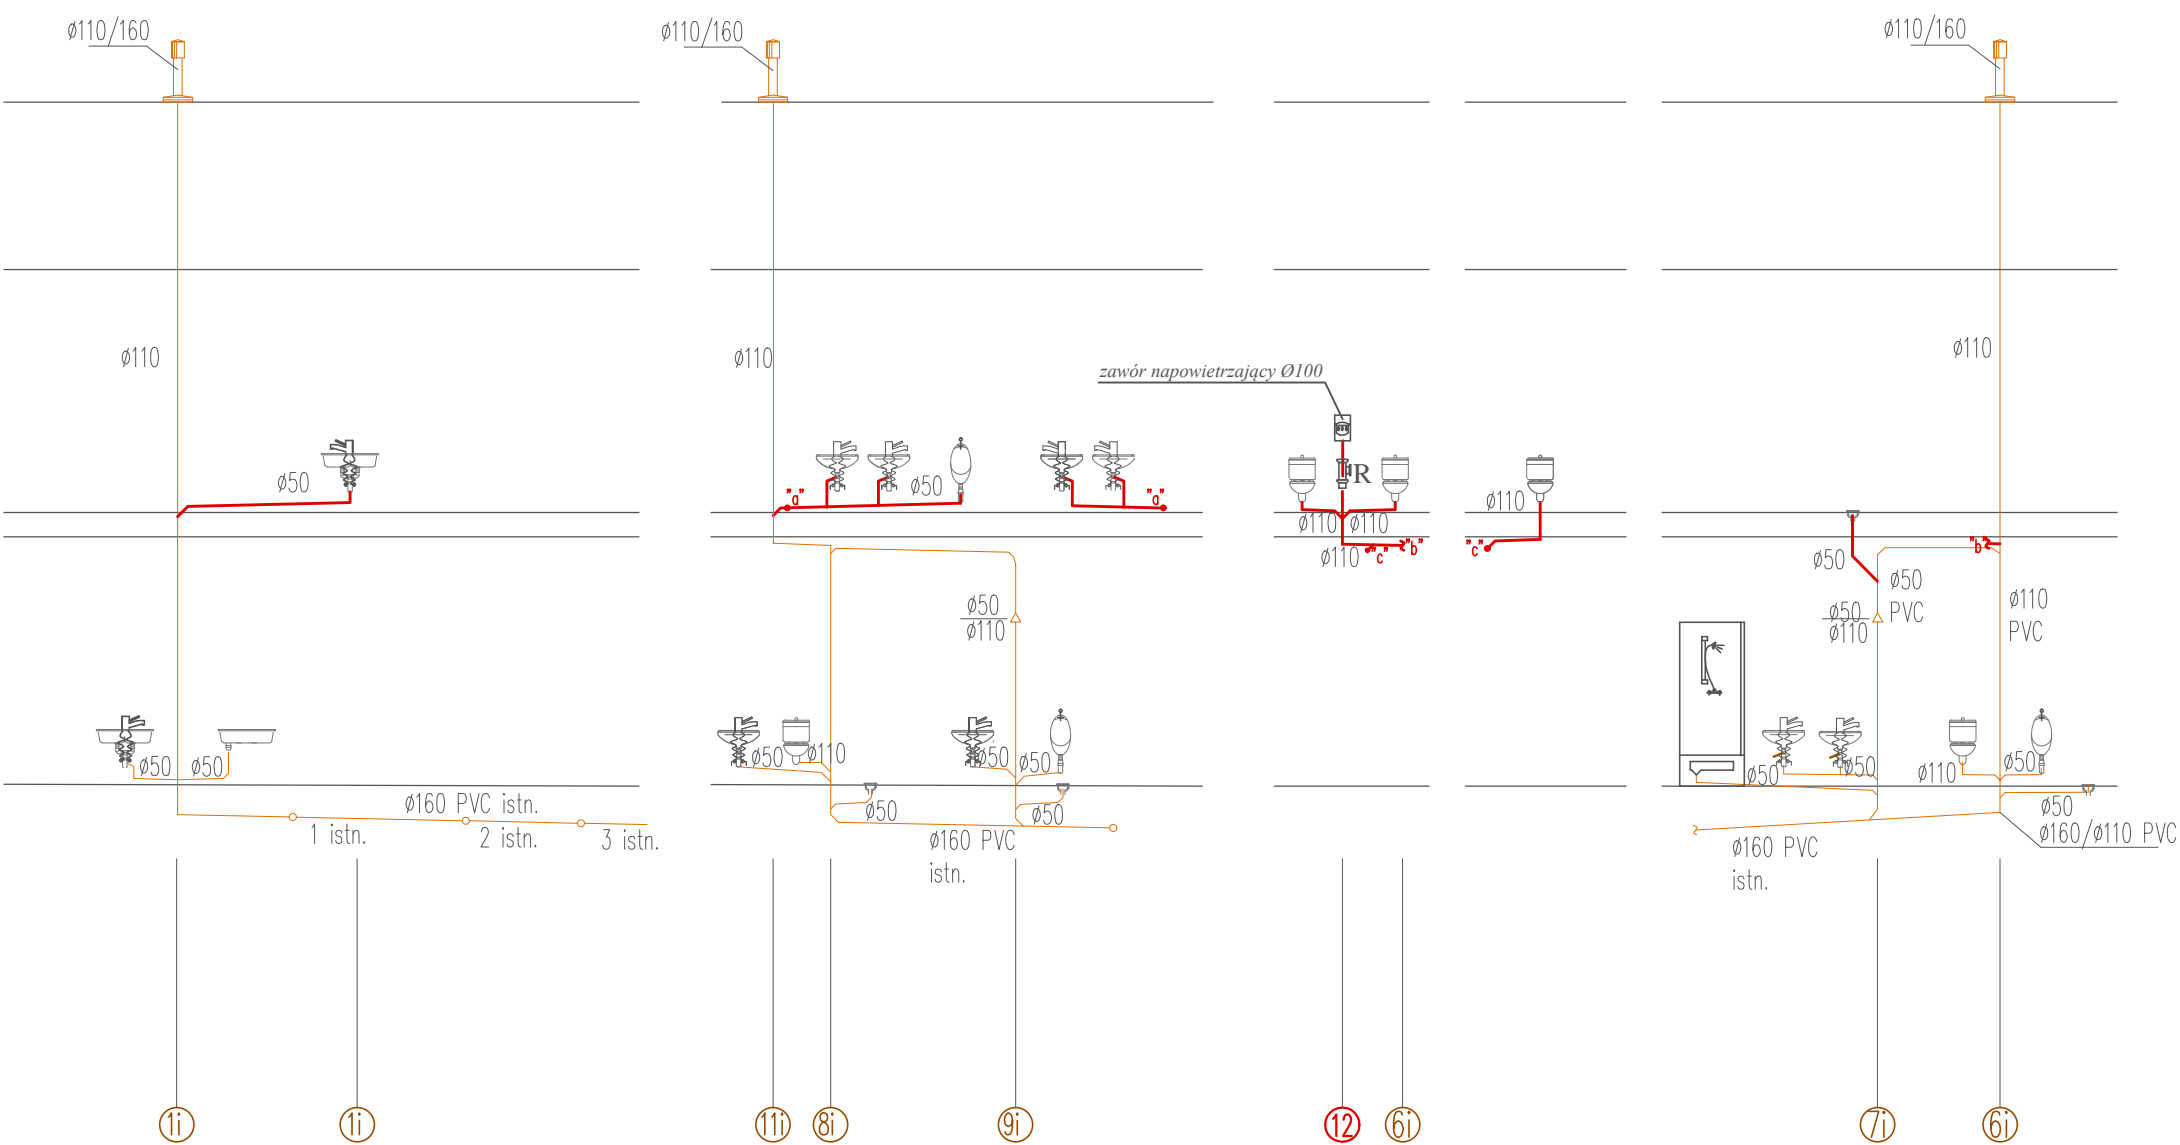 ø110/160
ø110/160
ø110/160
ø110
ø110
ø110
zawór napowietrzający Ø100
ø50
"a"
ø50
"a"
R
ø110
ø110
ø110
ø110
"c"
"b"
"c"
ø50
"b"
ø50
PVC
ø110
PVC
ø50
ø110
ø50
ø110
ø50
ø50
ø50
ø110
ø50
ø50
ø50
ø50
ø50
ø50
ø110
ø50
ø50
ø160/ø110 PVC
ø160 PVC istn.
1 istn.
2 istn.
3 istn.
ø160 PVC
istn.
ø160 PVC
istn.
1i
1i
11i
8i
9i
12
6i
7i
6i